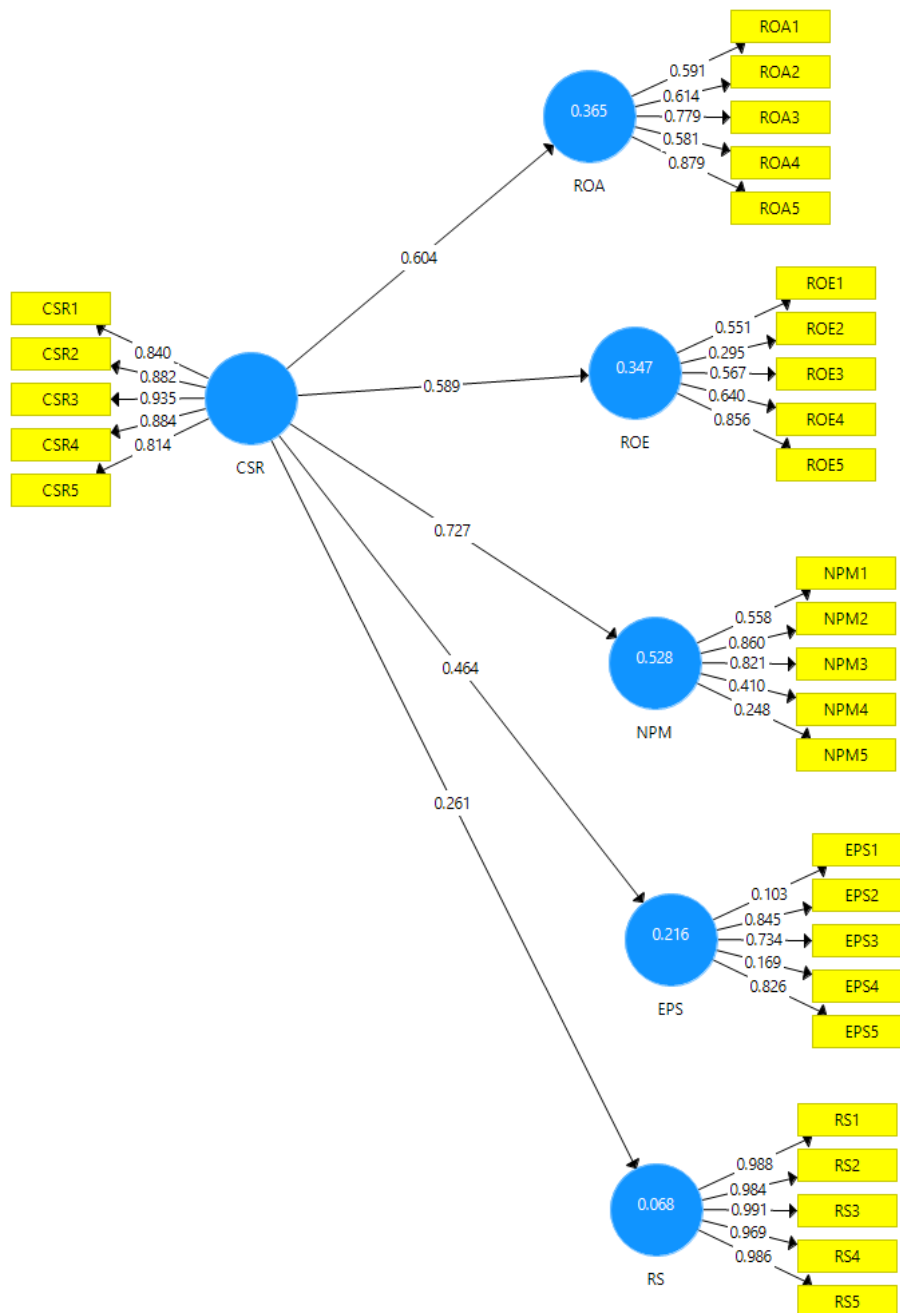 ROA1
0.591
ROA2
0.614
0.365
0.779
ROA3
0.581
ROA4
0.879
ROA
ROA5
0.604
CSR1
0.840
CSR2
0.882
CSR3
0.935
CSR4
0.884
CSR5
0.814
CSR
ROE1
0.551
ROE2
0.295
0.589
0.347
0.567
ROE3
0.640
ROE4
0.856
ROE
ROE5
0.727
NPM1
0.558
NPM2
0.860
0.528
0.821
NPM3
0.410
NPM4
0.248
NPM
NPM5
0.464
EPS1
0.103
EPS2
0.845
0.216
0.734
EPS3
0.169
EPS4
0.826
EPS
EPS5
0.261
RS1
0.988
RS2
0.984
0.068
0.991
RS3
0.969
RS4
0.986
RS
RS5